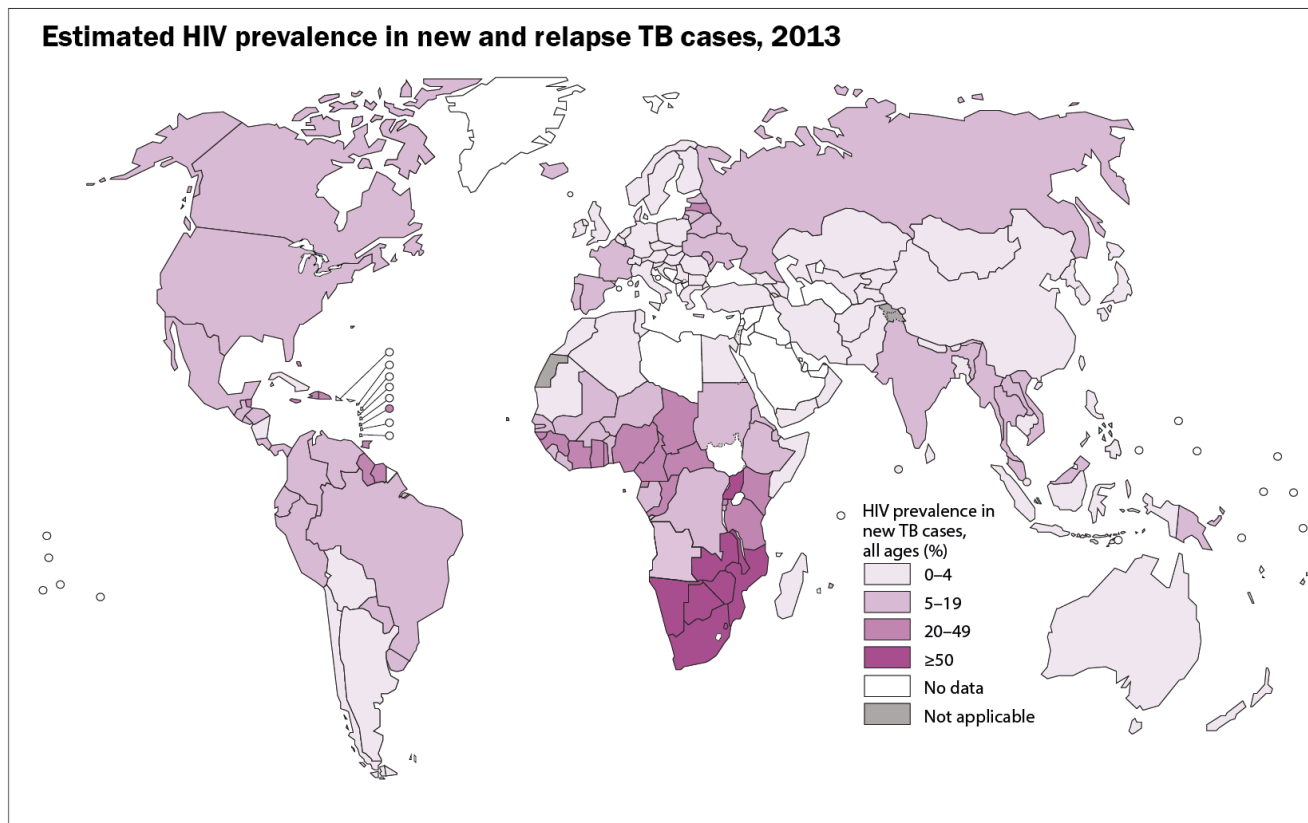 Estimated HIV prevalence in new and relapse TB cases, 2013
HIV prevalence in
new TB cases,
all ages (%)
0–4
5–19
20–49
≥50
No data
Not applicable